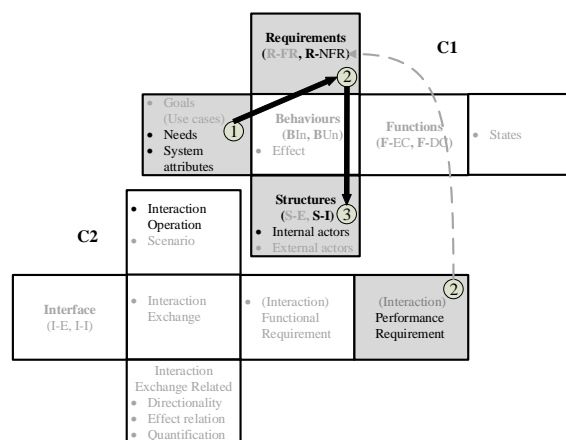 Requirements
(R-FR, R-NFR)
C1
2
• Goals
(Use cases)
• Needs
• System
attributes
1
Behaviours
(BIn, BUn)
• Effect
Functions
(F-EC, F-DC)
• States
Structures
(S-E, S-I)
3
• Internal actors
• External actors
C2
• Interaction
Operation
• Scenario
Interface
(I-E, I-I)
• Interaction
Exchange
• (Interaction)
Functional
Requirement
2
(Interaction)
Performance
Requirement
Interaction
Exchange Related
• Directionality
• Effect relation
• Quantification